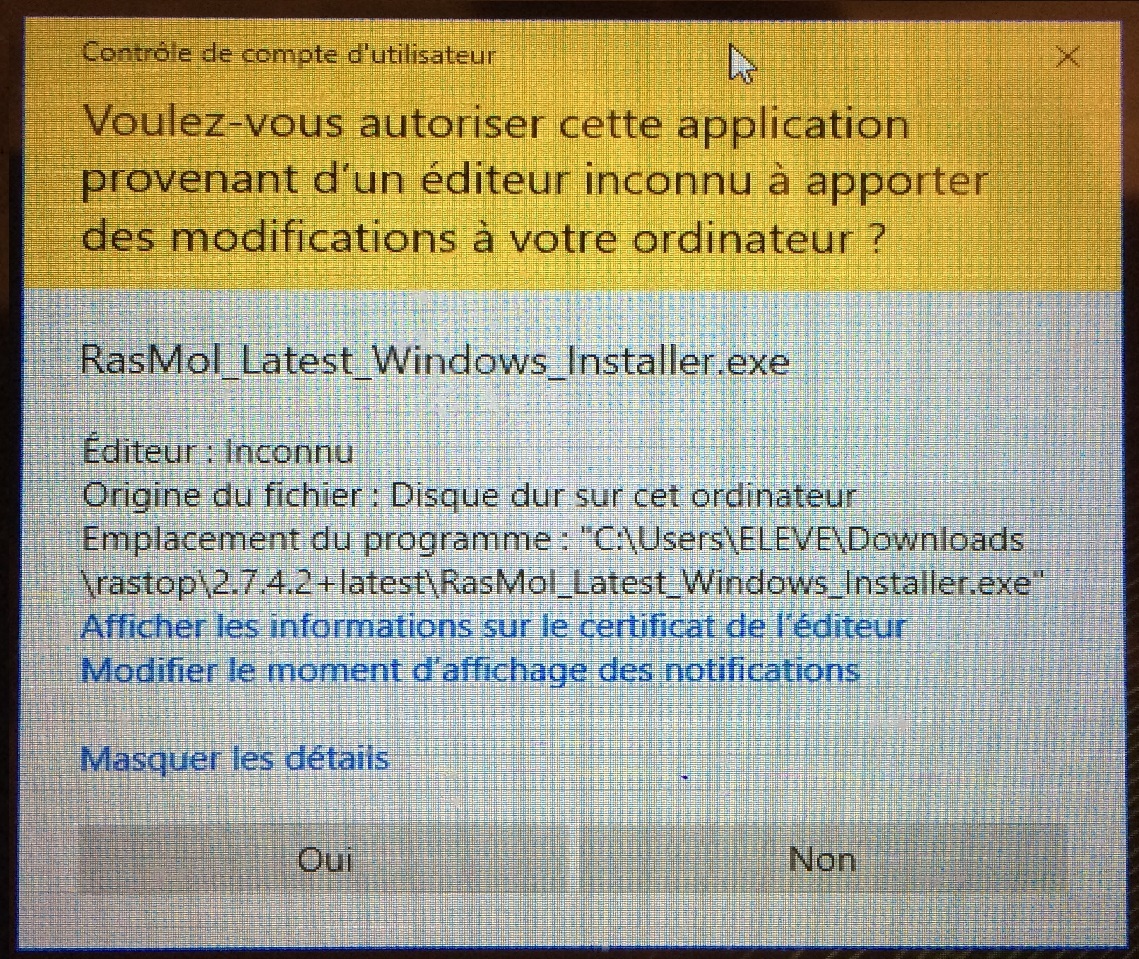 Contrôle de compte d'utilisateur
Voulez-vous autoriser cette application
provenant d'un éditeur inconnu à apporter
des modifications à votre ordinateur ?
RasMol_Latest_Windows_Installer.exe
Éditeur : Inconnu
Origine du fichier : Disque dur sur cet ordinateur
Emplacement du programme : "C:\Users\ELEVE\Downloads
\rastop\2.7.4.2+latest\RasMol_Latest_Windows_Installer.exe"
Afficher les informations sur le certificat de l'éditeur
Modifier le moment d'affichage des notifications
Masquer les détails
Oui
Non